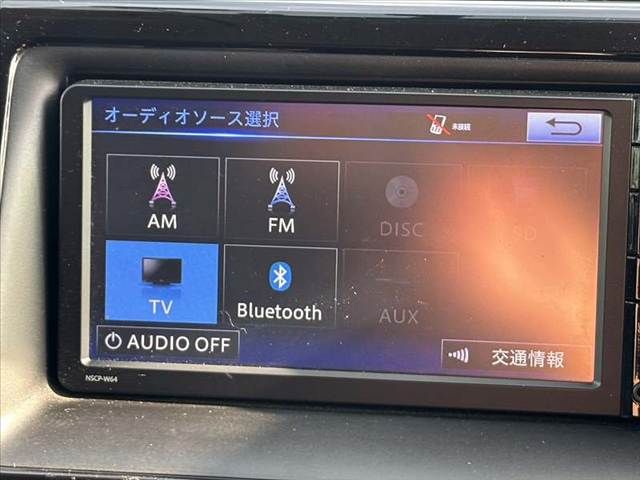 オーディオソース選択
未接続
AM
FM
DISC
SD
TV
Bluetooth
AUX
AUDIO OFF
交通情報
NSCP-W64